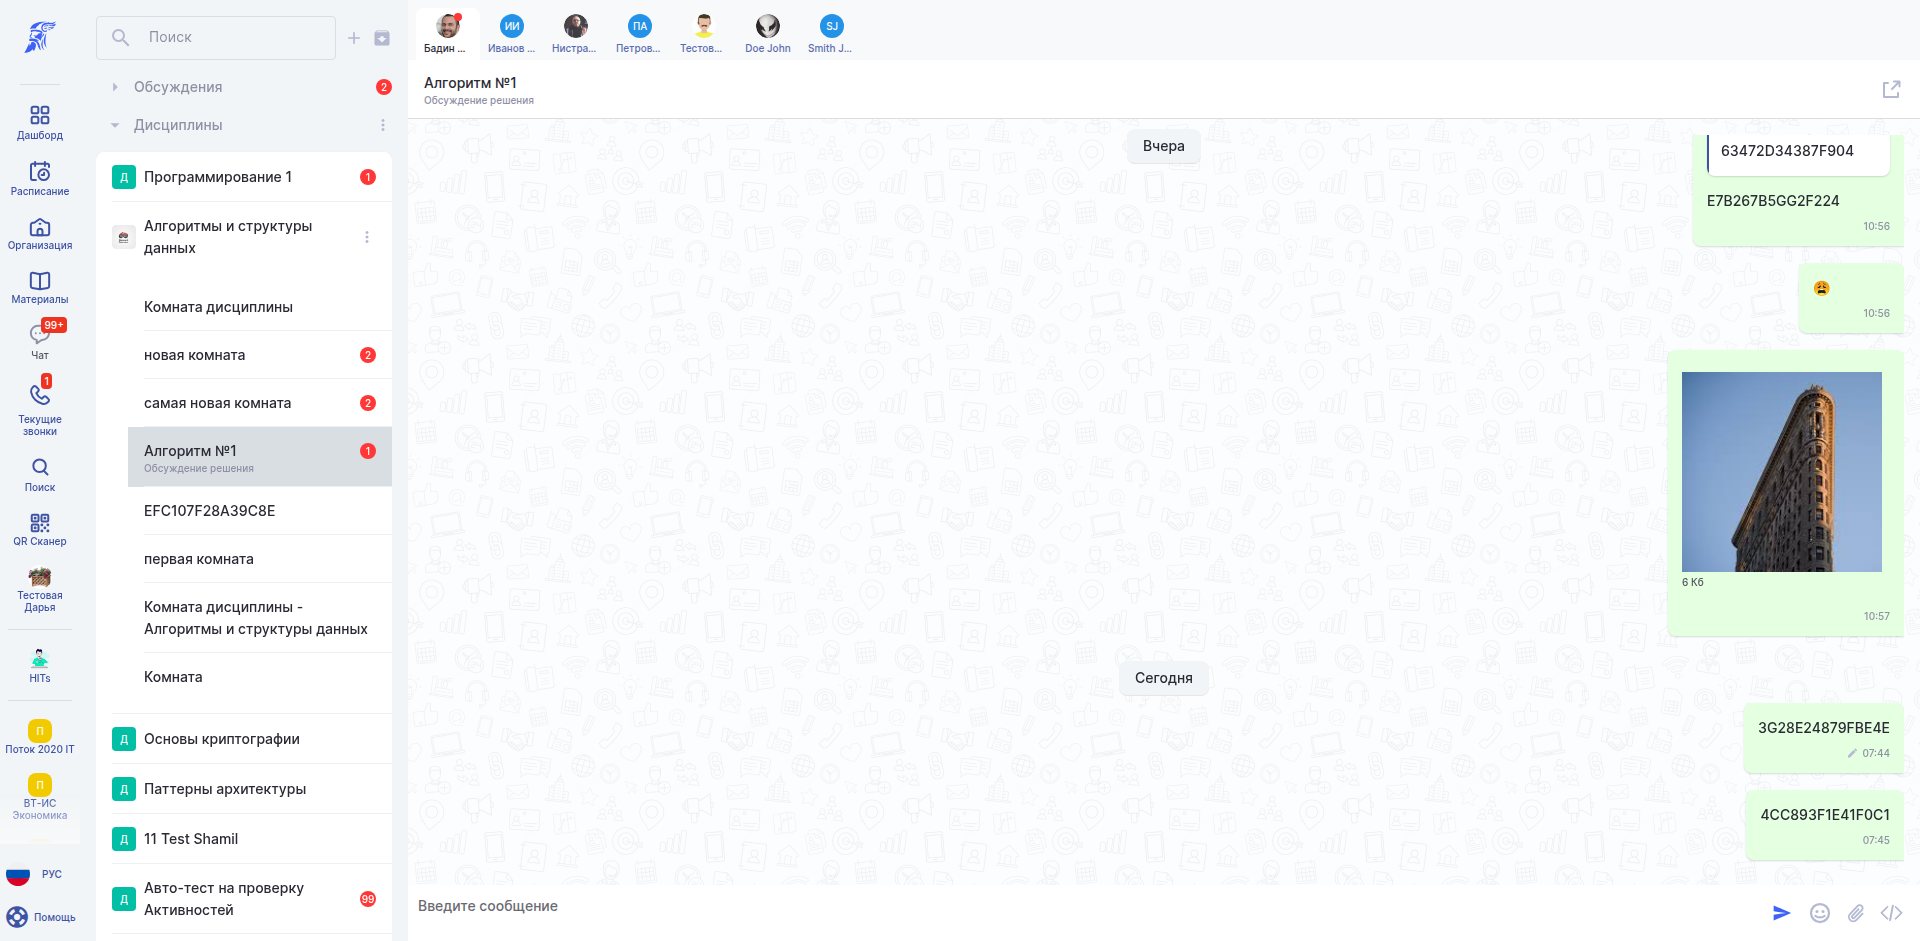 Дашборд
Расписание
Организация
Материалы
99+
Чат
1
Текущие
звонки
Поиск
QR Сканер
Тестовая
Дарья
HITs
П
Поток 2020 IT
П
ВТ-ИС
Экономика
РУС
Помощь
Поиск
Обсуждения
2
Дисциплины
Д
Программирование 1
1
Алгоритмы и структуры
данных
Комната дисциплины
новая комната
2
самая новая комната
2
Алгоритм №1
1
Обсуждение решения
EFC107F28A39C8E
первая комната
Комната дисциплины -
Алгоритмы и структуры данных
Комната
Д
Основы криптографии
Д
Паттерны архитектуры
Д
11 Test Shamil
Д
Авто-тест на проверку
Активностей
99
Бадин ...
ИИ
Иванов ...
Нистра...
ПА
Петров...
Тестов...
Doe John
SJ
Smith J...
Алгоритм №1
Обсуждение решения
Вчера
63472D34387F904
E7B267B5GG2F224
10:56
😩
10:56
6 Кб
10:57
Сегодня
3G28E24879FBE4E
07:44
4CC893F1E41F0C1
07:45
Введите сообщение